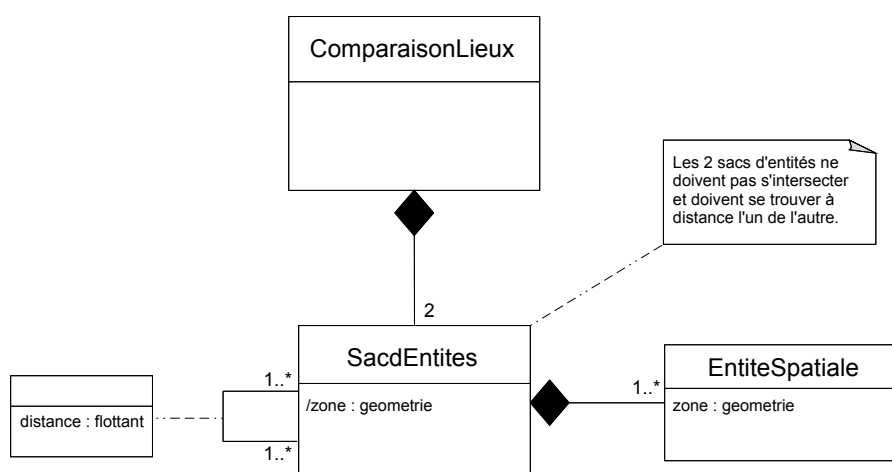 ComparaisonLieux
Les 2 sacs d'entités ne
doivent pas s'intersecter
et doivent se trouver à
distance l'un de l'autre.
2
SacdEntites
/zone : geometrie
1..*
1..*
distance : flottant
1..*
EntiteSpatiale
zone : geometrie